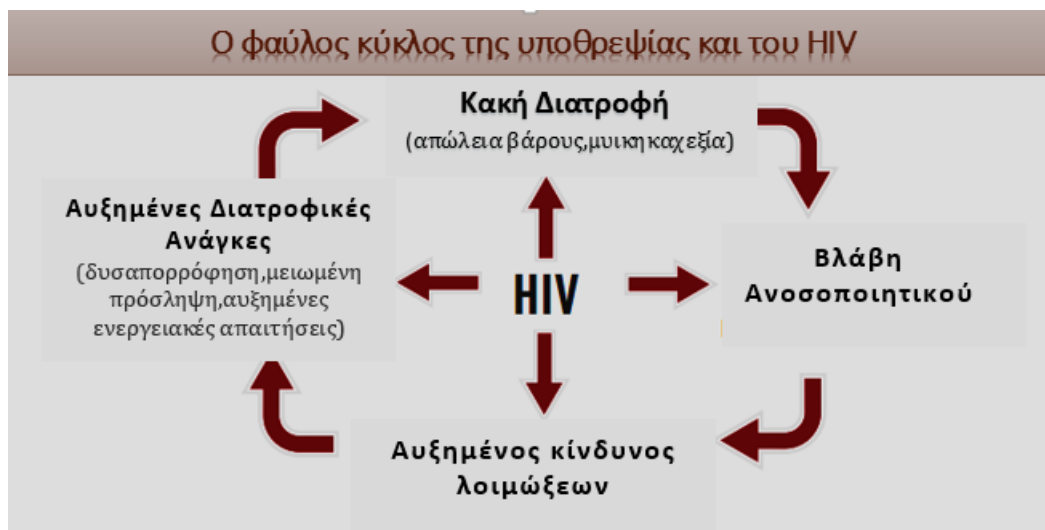 Ο φαύλος κύκλος της υποθρεψίας και του HIV
Κακή Διατροφή
(απώλεια βάρους,μυικη καχεξία)
Αυξημένες Διατροφικές
Ανάγκες
(δυσαπορρόφηση,μειωμένη
πρόσληψη,αυξημένες
ενεργειακές απαιτήσεις)
HIV
Βλάβη
Ανοσοποιητικού
Αυξημένος κίνδυνος
λοιμώξεων